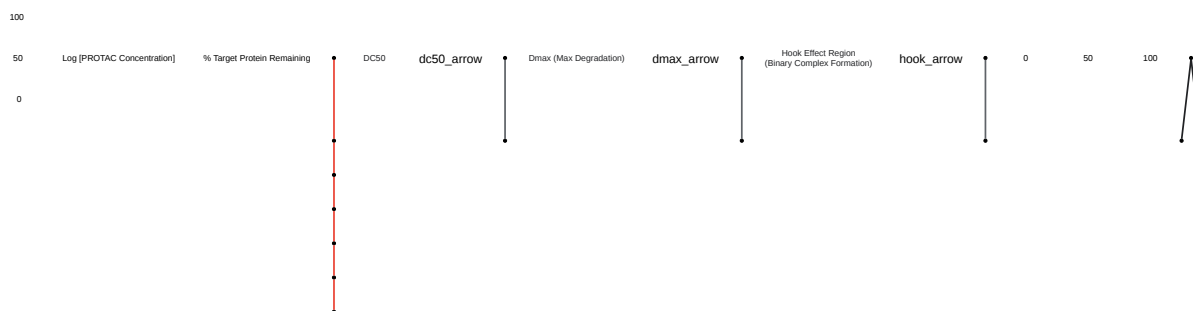 100
50
Log [PROTAC Concentration]
% Target Protein Remaining
DC50
dc50_arrow
Dmax (Max Degradation)
dmax_arrow
Hook Effect Region
(Binary Complex Formation)
hook_arrow
0
50
100
0